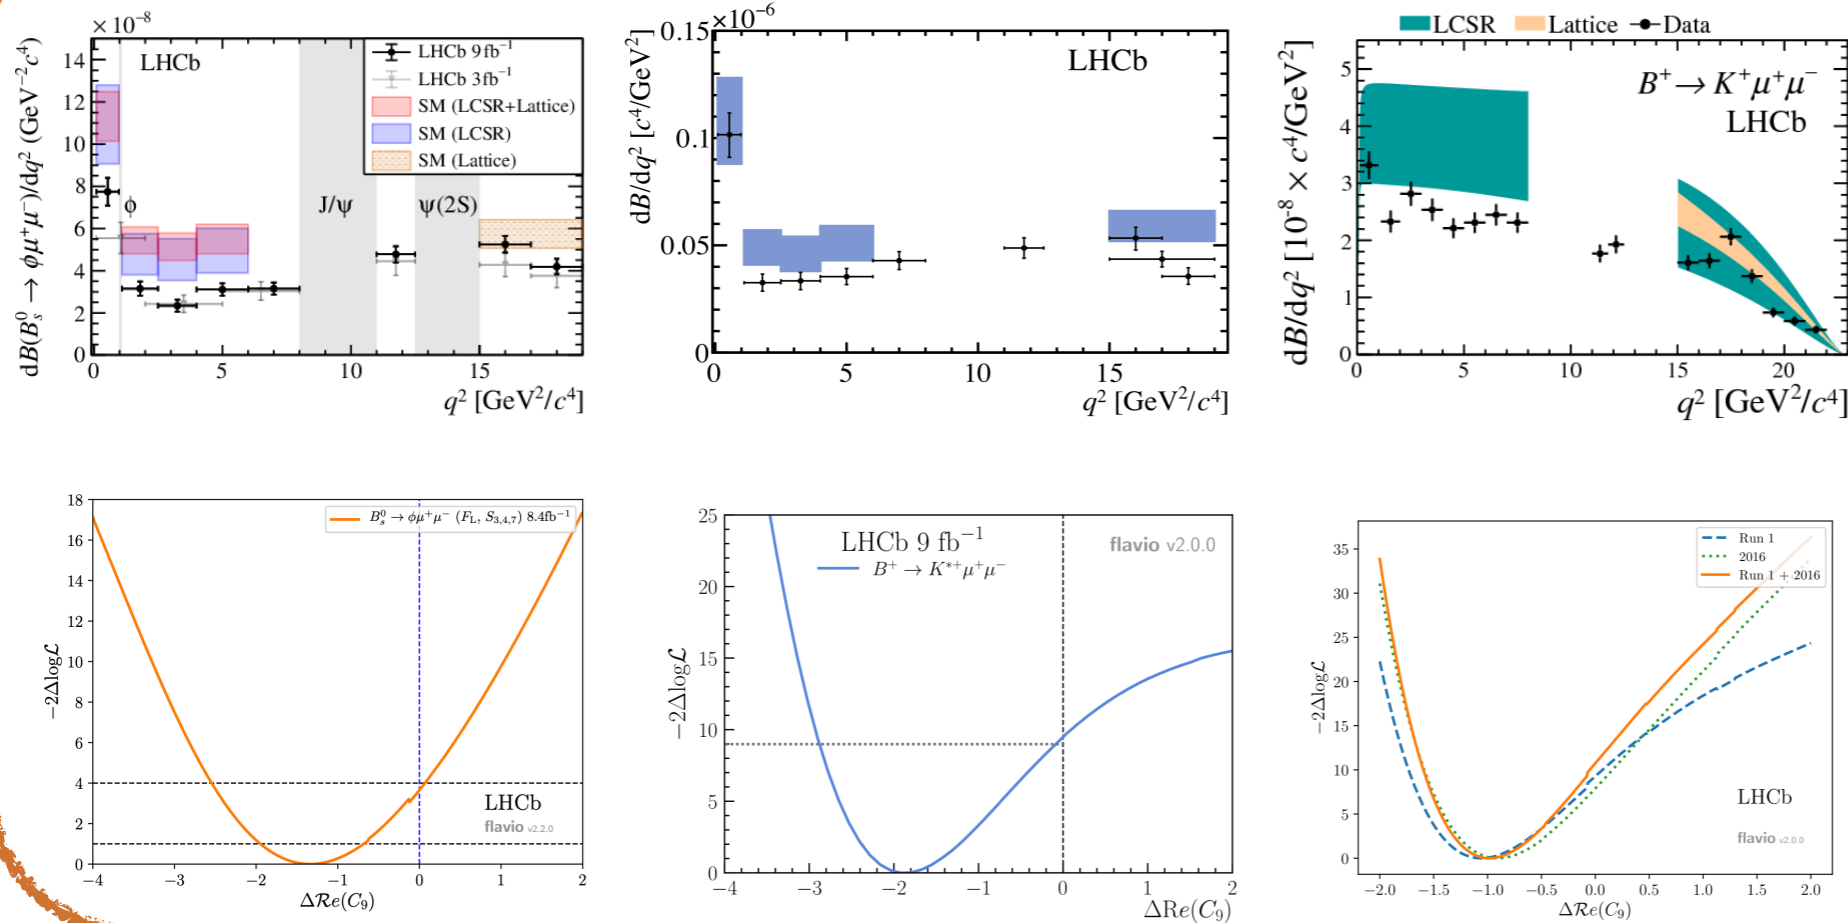 × 10⁻⁸
dB(B⁰ₛ → ϕμ⁺μ⁻)/dq² (GeV⁻²c⁴)
14
12
10
8
6
4
2
0
LHCb
LHCb 9 fb⁻¹
LHCb 3 fb⁻¹
SM (LCSR+Lattice)
SM (LCSR)
SM (Lattice)
ϕ
J/ψ
ψ(2S)
0 5 10 15
q² [GeV²/c⁴]
×10⁻⁶
dB/dq² [c⁴/GeV²]
0.15
0.1
0.05
0
LHCb
0 5 10 15
q² [GeV²/c⁴]
LCSR Lattice Data
dB/dq² [10⁻⁸ × c⁴/GeV²]
5
4
3
2
1
0
B⁺ → K⁺μ⁺μ⁻
LHCb
0 5 10 15 20
q² [GeV²/c⁴]
−2Δlogℒ
18
16
14
12
10
8
6
4
2
0
B⁰ₛ → ϕμ⁺μ⁻ (F_L, S₃,₄,₇) 8.4fb⁻¹
LHCb
flavio v2.2.0
−4 −3 −2 −1 0 1 2
Δℛe(C₉)
−2Δlogℒ
25
20
15
10
5
0
LHCb 9 fb⁻¹
B⁺ → K*⁺μ⁺μ⁻
flavio v2.0.0
−4 −3 −2 −1 0 1 2
ΔRe(C₉)
−2Δlogℒ
35
30
25
20
15
10
5
0
Run 1
2016
Run 1 + 2016
LHCb
flavio v2.0.0
−2.0 −1.5 −1.0 −0.5 0.0 0.5 1.0 1.5 2.0
Δℛe(C₉)